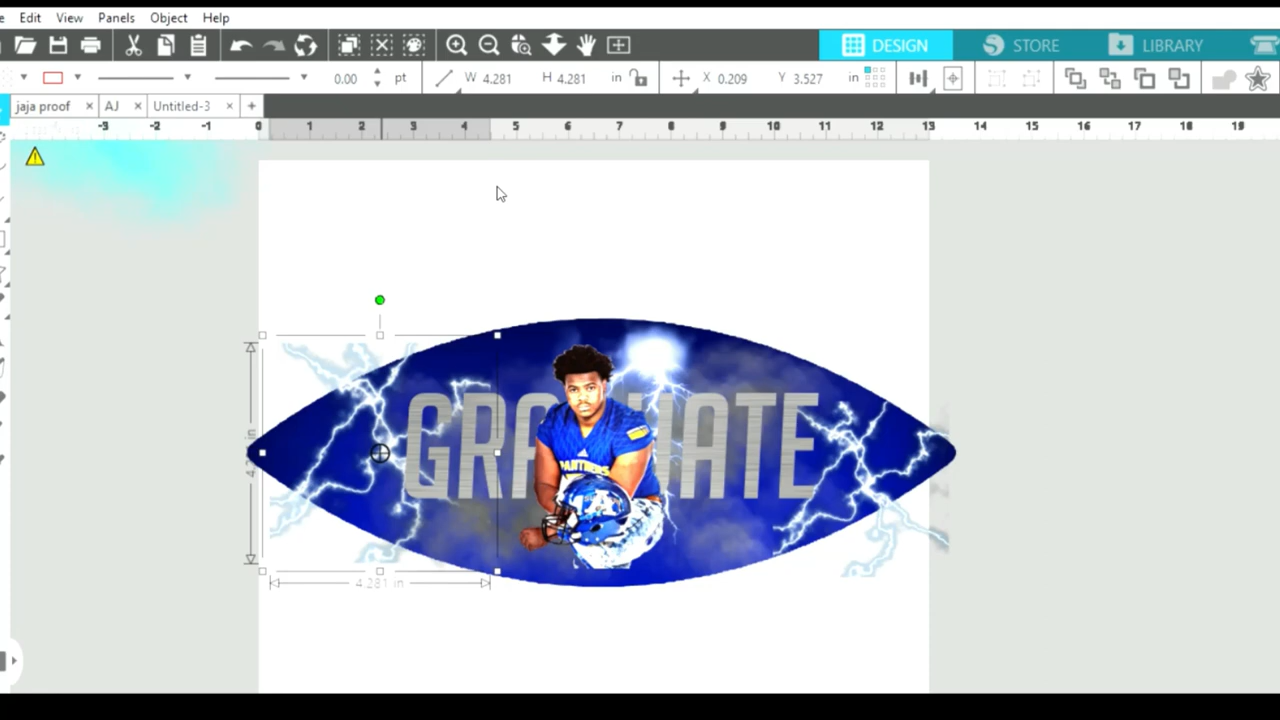 Edit View Panels Object Help
DESIGN STORE LIBRARY
0.00 pt W 4.281 H 4.281 in X 0.209 Y 3.527 in
jaja proof × AJ × Untitled-3 × +
-3 -2 -1 0 1 2 3 4 5 6 7 8 9 10 11 12 13 14 15 16 17 18 19
GRA UATE
PANTHERS
in
4.281 in